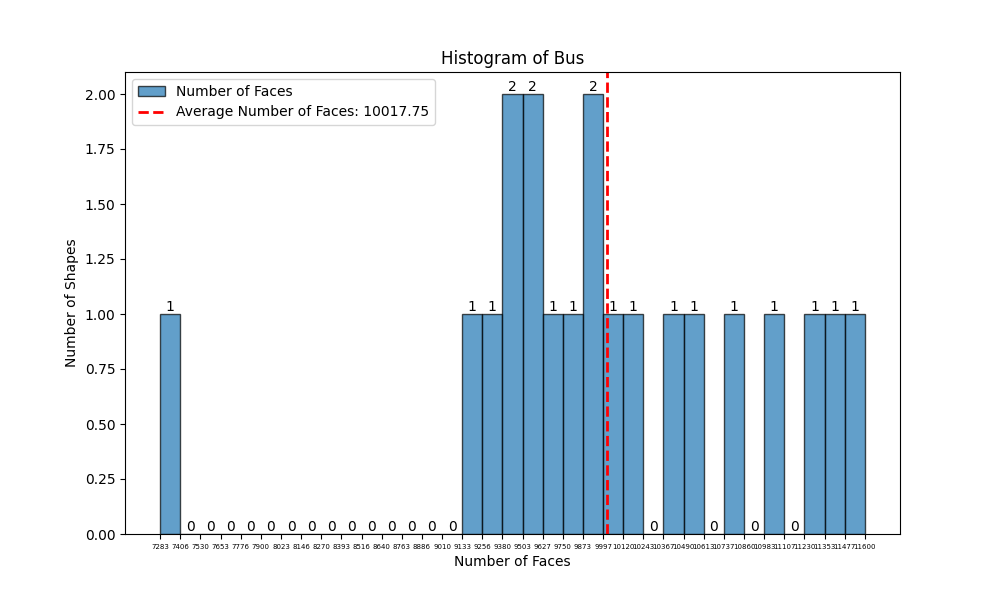 Histogram of Bus
Number of Faces
Average Number of Faces: 10017.75
Number of Shapes
2.00
1.75
1.50
1.25
1.00
0.75
0.50
0.25
0.00
1 0 0 0 0 0 0 0 0 0 0 0 0 0 0 1 1 2 2 1 1 2 1 1 0 1 1 0 1 0 1 0 1 1 1
7283 7406 7530 7653 7776 7900 8023 8146 8270 8393 8516 8640 8763 8886 9010 9133 9256 9380 9503 9627 9750 9873 9997 10120 10243 10367 10490 10613 10737 10860 10983 11107 11230 11353 11477 11600
Number of Faces